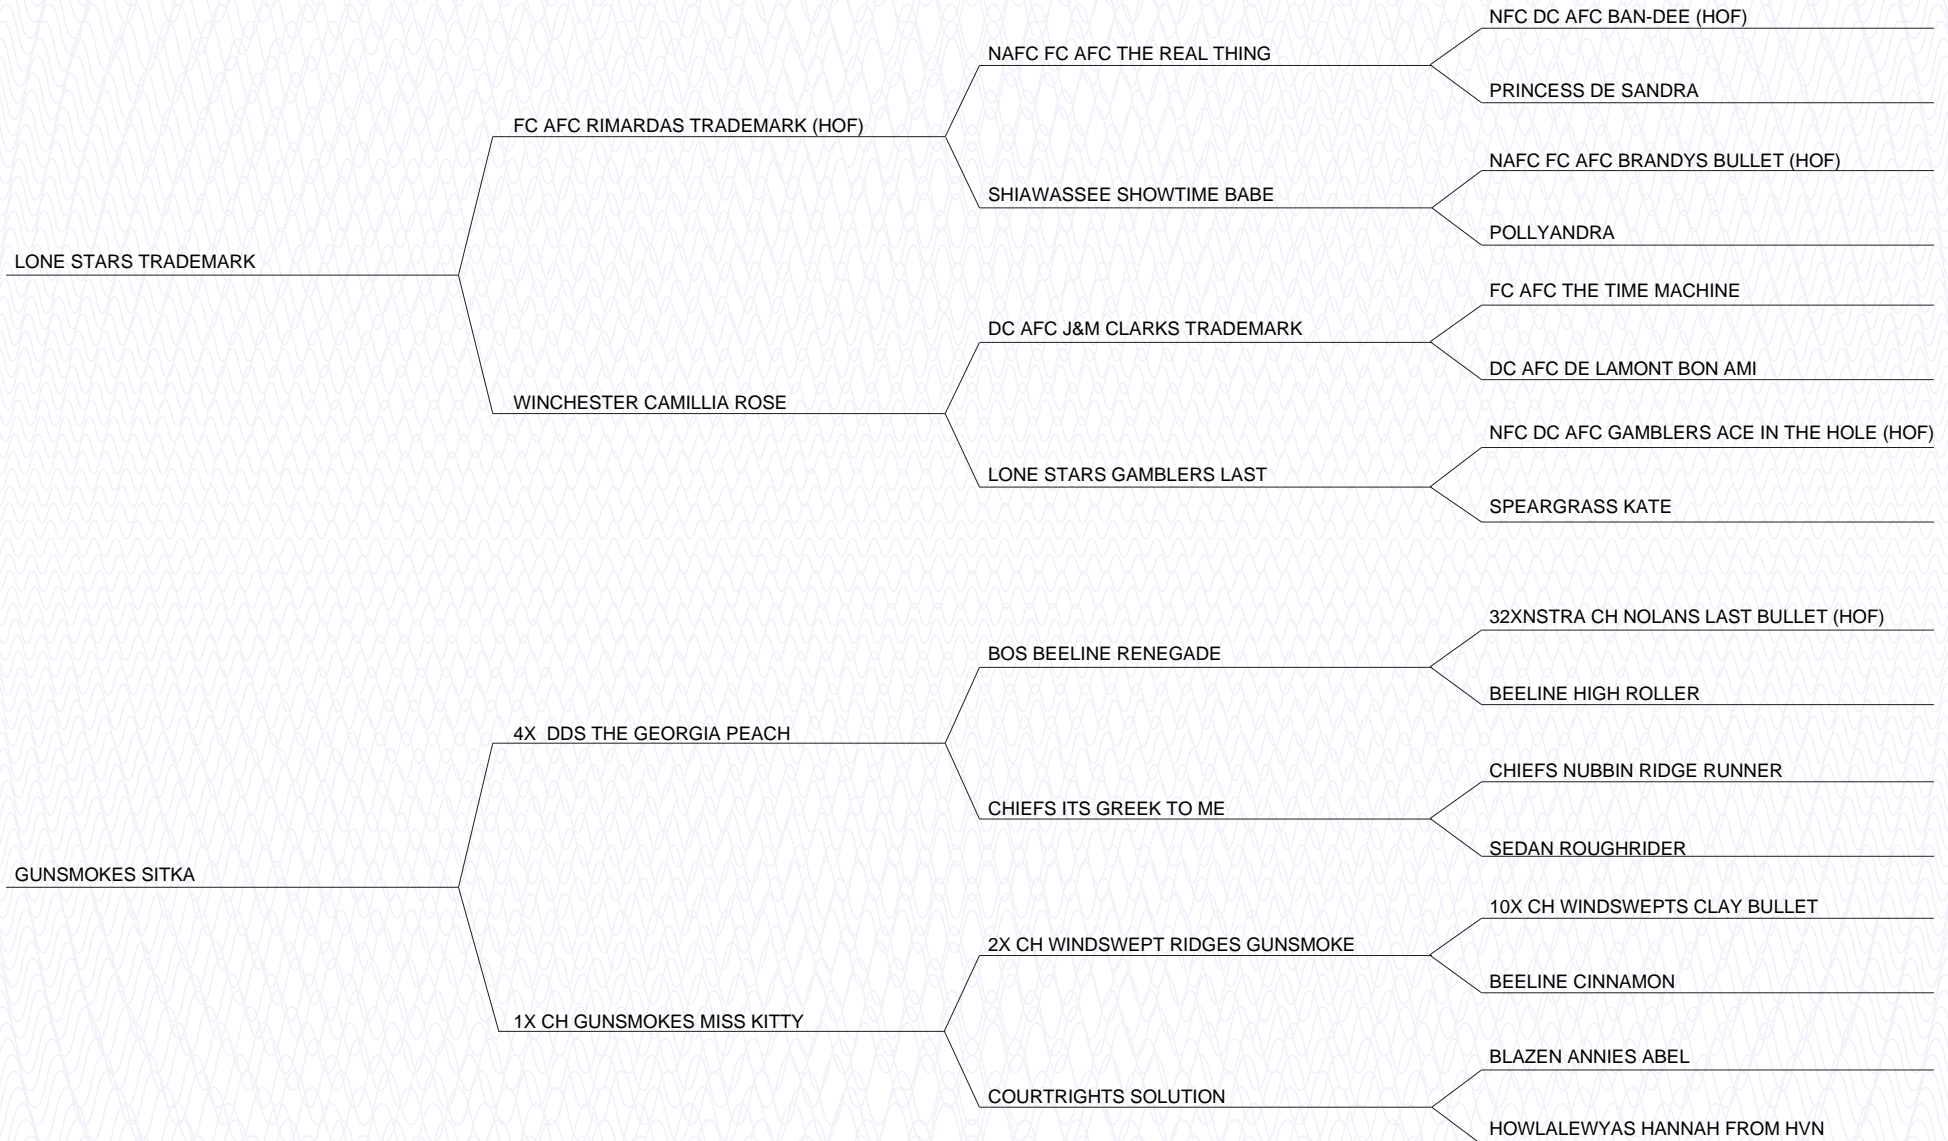 NFC DC AFC BAN-DEE (HOF)
NAFC FC AFC THE REAL THING
PRINCESS DE SANDRA
FC AFC RIMARDAS TRADEMARK (HOF)
NAFC FC AFC BRANDYS BULLET (HOF)
SHIAWASSEE SHOWTIME BABE
POLLYANDRA
LONE STARS TRADEMARK
FC AFC THE TIME MACHINE
DC AFC J&M CLARKS TRADEMARK
DC AFC DE LAMONT BON AMI
WINCHESTER CAMILLIA ROSE
NFC DC AFC GAMBLERS ACE IN THE HOLE (HOF)
LONE STARS GAMBLERS LAST
SPEARGRASS KATE
32XNSTRA CH NOLANS LAST BULLET (HOF)
BOS BEELINE RENEGADE
BEELINE HIGH ROLLER
4X  DDS THE GEORGIA PEACH
CHIEFS NUBBIN RIDGE RUNNER
CHIEFS ITS GREEK TO ME
SEDAN ROUGHRIDER
GUNSMOKES SITKA
10X CH WINDSWEPTS CLAY BULLET
2X CH WINDSWEPT RIDGES GUNSMOKE
BEELINE CINNAMON
1X CH GUNSMOKES MISS KITTY
BLAZEN ANNIES ABEL
COURTRIGHTS SOLUTION
HOWLALEWYAS HANNAH FROM HVN